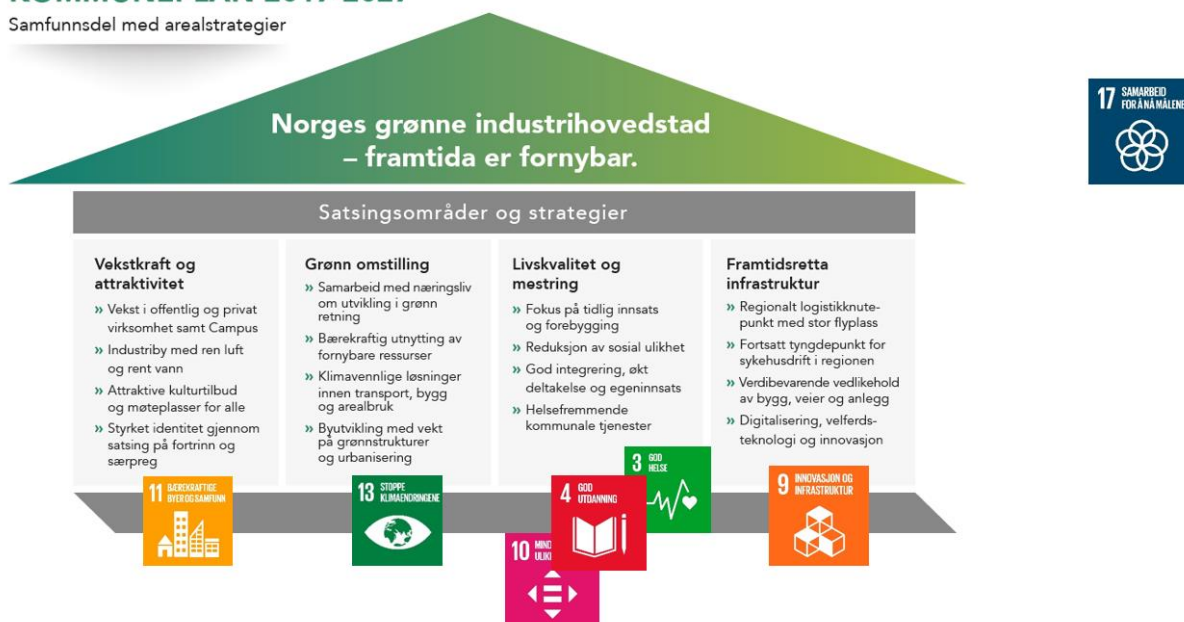 Samfunnsdel med arealstrategier
Norges grønne industrihovedstad
– framtida er fornybar.
17 SAMARBEID
FOR Å NÅ MÅLENE
Satsingsområder og strategier
Vekstkraft og
attraktivitet
» Vekst i offentlig og privat
virksomhet samt Campus
» Industriby med ren luft
og rent vann
» Attraktive kulturtilbud
og møteplasser for alle
» Styrket identitet gjennom
satsing på fortrinn og
særpreg
Grønn omstilling
» Samarbeid med næringsliv
om utvikling i grønn
retning
» Bærekraftig utnytting av
fornybare ressurser
» Klimavennlige løsninger
innen transport, bygg
og arealbruk
» Byutvikling med vekt
på grønnstrukturer
og urbanisering
Livskvalitet og
mestring
» Fokus på tidlig innsats
og forebygging
» Reduksjon av sosial ulikhet
» God integrering, økt
deltakelse og egeninnsats
» Helsefremmende
kommunale tjenester
Framtidsretta
infrastruktur
» Regionalt logistikknute-
punkt med stor flyplass
» Fortsatt tyngdepunkt for
sykehusdrift i regionen
» Verdibevarende vedlikehold
av bygg, veier og anlegg
» Digitalisering, velferds-
teknologi og innovasjon
11 BÆREKRAFTIGE
BYER OG SAMFUNN
13 STOPPE
KLIMAENDRINGENE
3 GOD
HELSE
4 GOD
UTDANNING
10
9 INNOVASJON OG
INFRASTRUKTUR